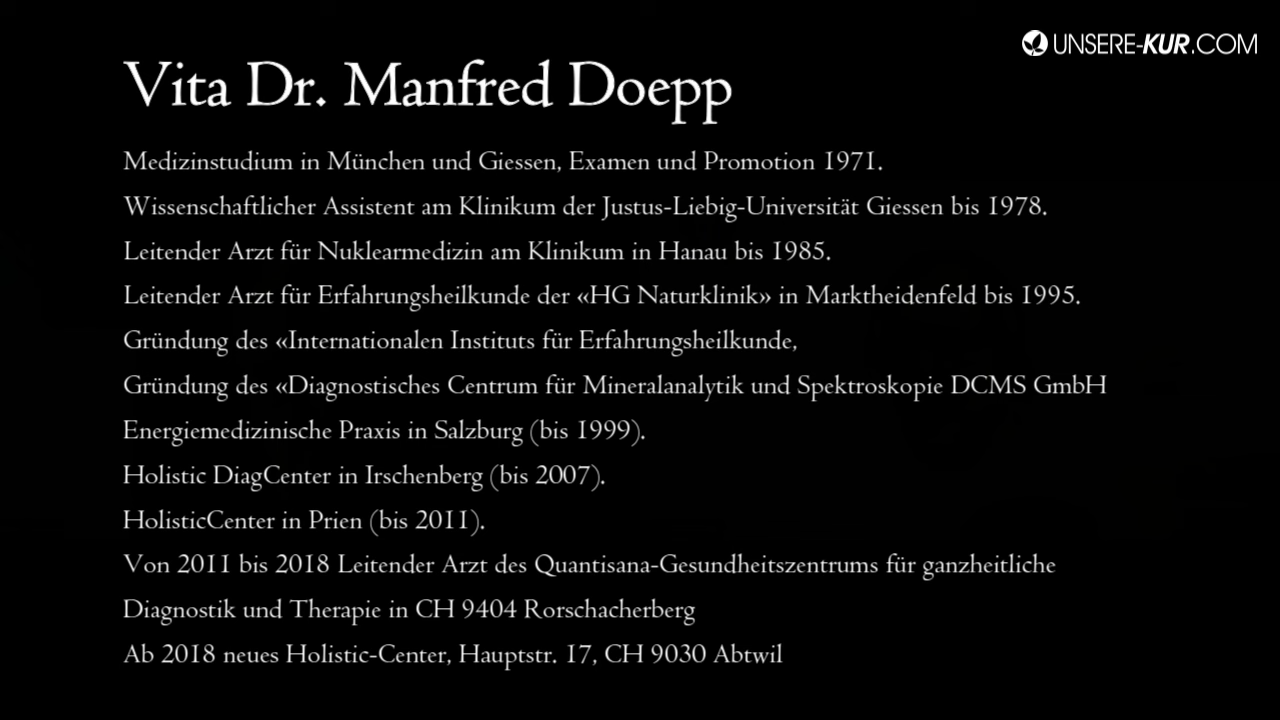 UNSERE-KUR.COM
Vita Dr. Manfred Doepp
Medizinstudium in München und Giessen, Examen und Promotion 1971.
Wissenschaftlicher Assistent am Klinikum der Justus-Liebig-Universität Giessen bis 1978.
Leitender Arzt für Nuklearmedizin am Klinikum in Hanau bis 1985.
Leitender Arzt für Erfahrungsheilkunde der «HG Naturklinik» in Marktheidenfeld bis 1995.
Gründung des «Internationalen Instituts für Erfahrungsheilkunde,
Gründung des «Diagnostisches Centrum für Mineralanalytik und Spektroskopie DCMS GmbH
Energiemedizinische Praxis in Salzburg (bis 1999).
Holistic DiagCenter in Irschenberg (bis 2007).
HolisticCenter in Prien (bis 2011).
Von 2011 bis 2018 Leitender Arzt des Quantisana-Gesundheitszentrums für ganzheitliche
Diagnostik und Therapie in CH 9404 Rorschacherberg
Ab 2018 neues Holistic-Center, Hauptstr. 17, CH 9030 Abtwil